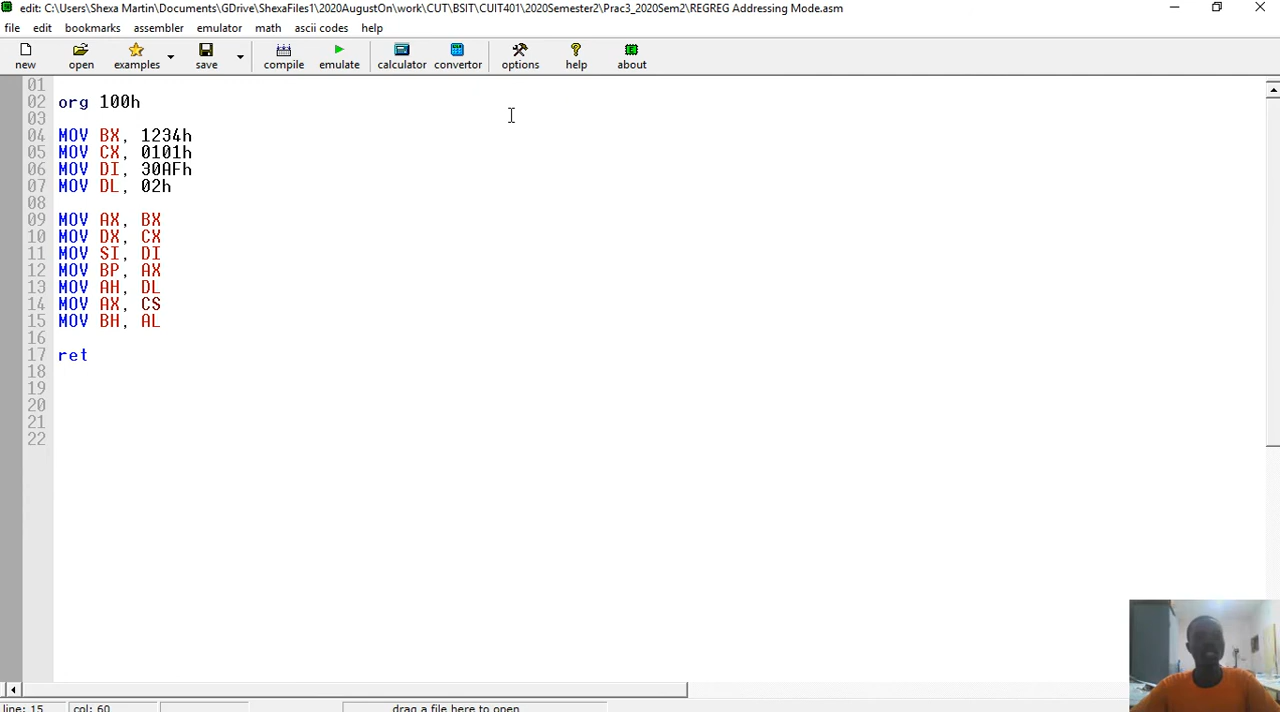 edit: C:\Users\Shexa Martin\Documents\GDrive\ShexaFiles1\2020AugustOn\work\CUT\BSIT\CUIT401\2020Semester2\Prac3_2020Sem2\REGREG Addressing Mode.asm
file edit bookmarks assembler emulator math ascii codes help
new open examples save compile emulate calculator convertor options help about
01
02 org 100h
03
04 MOV BX, 1234h
05 MOV CX, 0101h
06 MOV DI, 30AFh
07 MOV DL, 02h
08
09 MOV AX, BX
10 MOV DX, CX
11 MOV SI, DI
12 MOV BP, AX
13 MOV AH, DL
14 MOV AX, CS
15 MOV BH, AL
16
17 ret
18
19
20
21
22
line: 15 col: 60 drag a file here to open